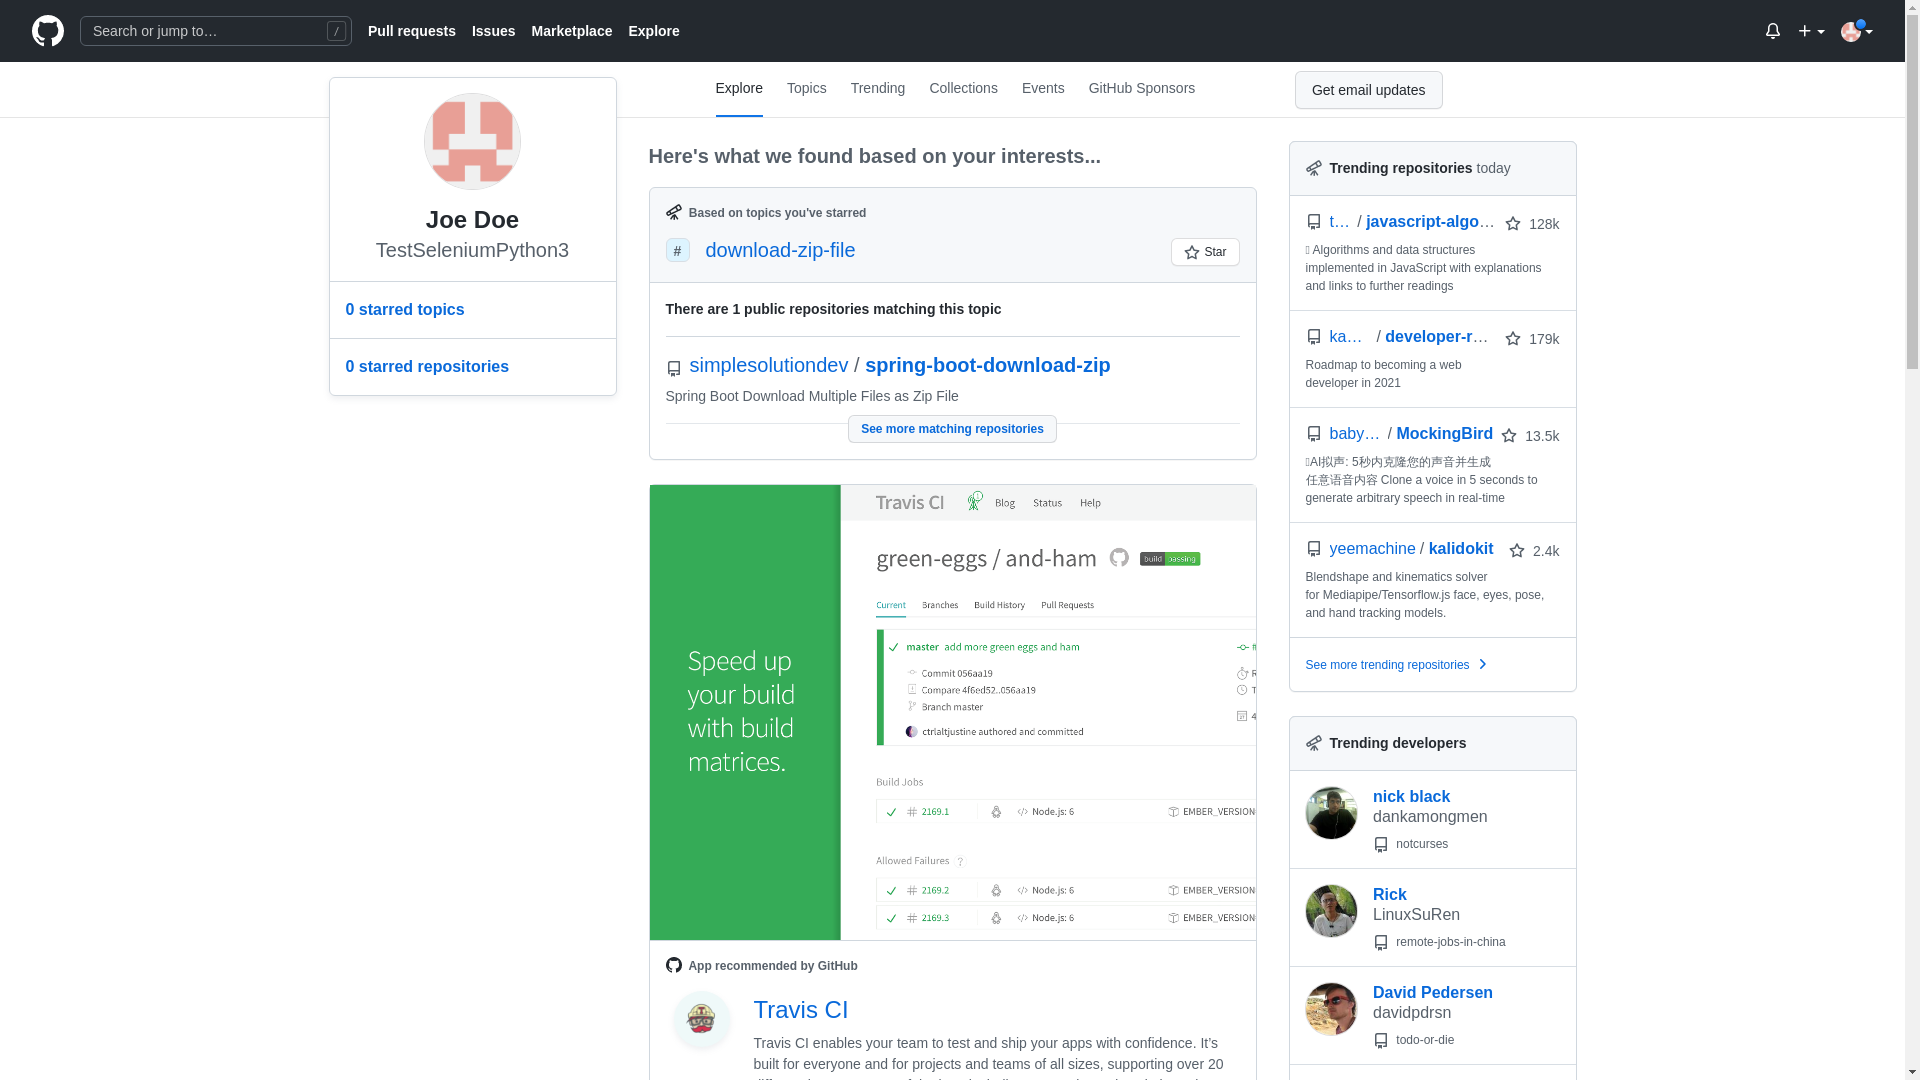 Search or jump to…
/
Pull requests
Issues
Marketplace
Explore
Explore
Topics
Trending
Collections
Events
GitHub Sponsors
Get email updates
Joe Doe
TestSeleniumPython3
0 starred topics
0 starred repositories
Here's what we found based on your interests...
Based on topics you've starred
# download-zip-file
Star
There are 1 public repositories matching this topic
simplesolutiondev / spring-boot-download-zip
Spring Boot Download Multiple Files as Zip File
See more matching repositories
Travis CI
Blog
Status
Help
green-eggs / and-ham
build passing
Current
Branches
Build History
Pull Requests
Speed up
your build
with build
matrices.
master add more green eggs and ham
Commit 056aa19
Compare 4f6ed52..056aa19
Branch master
ctrlaltjustine authored and committed
Build Jobs
# 2169.1
</> Node.js: 6
EMBER_VERSION
Allowed Failures ?
# 2169.2
</> Node.js: 6
EMBER_VERSION
# 2169.3
</> Node.js: 6
EMBER_VERSION
App recommended by GitHub
Travis CI
Travis CI enables your team to test and ship your apps with confidence. It's
built for everyone and for projects and teams of all sizes, supporting over 20
Trending repositories today
t… / javascript-algo… 128k
Algorithms and data structures
implemented in JavaScript with explanations
and links to further readings
ka… / developer-r… 179k
Roadmap to becoming a web
developer in 2021
baby… / MockingBird 13.5k
AI拟声: 5秒内克隆您的声音并生成
任意语音内容 Clone a voice in 5 seconds to
generate arbitrary speech in real-time
yeemachine / kalidokit 2.4k
Blendshape and kinematics solver
for Mediapipe/Tensorflow.js face, eyes, pose,
and hand tracking models.
See more trending repositories
Trending developers
nick black
dankamongmen
notcurses
Rick
LinuxSuRen
remote-jobs-in-china
David Pedersen
davidpdrsn
todo-or-die